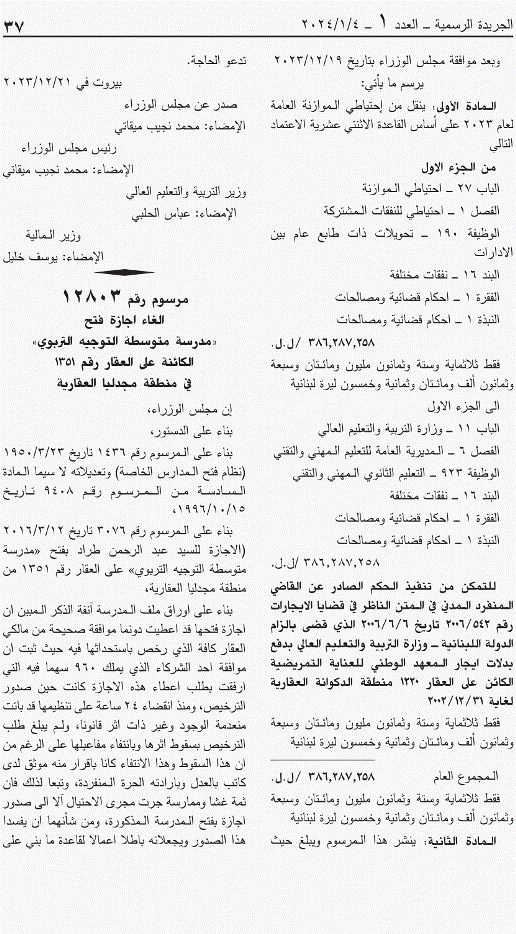 الجريدة الرسمية ـ العدد ١ ـ ٢٠٢٤/١/٤
٣٧
وبعد موافقة مجلس الوزراء بتاريخ ٢٠٢٣/١٢/١٩
يرسم ما يأتي:
المادة الأولى: ينقل من إحتياطي الموازنة العامة
لعام ٢٠٢٣ على أساس القاعدة الاثنتي عشرية الاعتماد
التالي
من الجزء الاول
الباب ٢٧ ـ احتياطي الموازنة
الفصل ١ ـ احتياطي للنفقات المشتركة
الوظيفة ١٩٠ ـ تحويلات ذات طابع عام بين
الادارات
البند ١٦ ـ نفقات مختلفة
الفقرة ١ ـ احكام قضائية ومصالحات
النبذة ١ ـ احكام قضائية ومصالحات
٣٨٦,٢٨٧,٢٥٨ /ل.ل.
فقط ثلاثماية وستة وثمانون مليون ومائتان وسبعة
وثمانون ألف ومائتان وثمانية وخمسون ليرة لبنانية
الى الجزء الاول
الباب ١١ ـ وزارة التربية والتعليم العالي
الفصل ٦ ـ المديرية العامة للتعليم المهني والتقني
الوظيفة ٩٢٣ ـ التعليم الثانوي المهني والتقني
البند ١٦ ـ نفقات مختلفة
الفقرة ١ ـ احكام قضائية ومصالحات
النبذة ١ ـ احكام قضائية ومصالحات
٣٨٦,٢٨٧,٢٥٨ /ل.ل.
للتمكن من تنفيذ الحكم الصادر عن القاضي
المنفرد المدني في المتن الناظر في قضايا الايجارات
رقم ٢٠٠٦/٥٤٣ تاريخ ٢٠٠٦/٦/٦ الذي قضى بالزام
الدولة اللبنانية ـ وزارة التربية والتعليم العالي بدفع
بدلات ايجار المعهد الوطني للعناية التمريضية
الكائن على العقار ١٣٢٠ منطقة الدكوانة العقارية
لغاية ٢٠٠٢/١٢/٣١
فقط ثلاثماية وستة وثمانون مليون ومائتان وسبعة
وثمانون ألف ومائتان وثمانية وخمسون ليرة لبنانية
المجموع العام ٣٨٦,٢٨٧,٢٥٨ /ل.ل.
فقط ثلاثماية وستة وثمانون مليون ومائتان وسبعة
وثمانون ألف ومائتان وثمانية وخمسون ليرة لبنانية
المادة الثانية: ينشر هذا المرسوم ويبلغ حيث
تدعو الحاجة.
بيروت في ٢٠٢٣/١٢/٢١
صدر عن مجلس الوزراء
الإمضاء: محمد نجيب ميقاتي
رئيس مجلس الوزراء
الإمضاء: محمد نجيب ميقاتي
وزير التربية والتعليم العالي
الإمضاء: عباس الحلبي
وزير المالية
الإمضاء: يوسف خليل
مرسوم رقم ١٢٨٠٣
الغاء اجازة فتح
«مدرسة متوسطة التوجيه التربوي»
الكائنة على العقار رقم ١٣٥١
في منطقة مجدليا العقارية
إن مجلس الوزراء،
بناء على الدستور،
بناء على المرسوم رقم ١٤٣٦ تاريخ ١٩٥٠/٣/٢٣
(نظام فتح المدارس الخاصة) وتعديلاته لا سيما المادة
السادسة من المرسوم رقم ٩٤٠٨ تاريخ
١٩٩٦/١٠/١٥،
بناء على المرسوم رقم ٣٠٧٦ تاريخ ٢٠١٦/٣/١٢
(الاجازة للسيد عبد الرحمن طراد بفتح «مدرسة
متوسطة التوجيه التربوي» على العقار رقم ١٣٥١ من
منطقة مجدليا العقارية،
بناء على اوراق ملف المدرسة آنفة الذكر المبين ان
اجازة فتحها قد اعطيت دونما موافقة صحيحة من مالكي
العقار كافة الذي رخص باستحداثها فيه حيث ثبت ان
موافقة احد الشركاء الذي يملك ٩٦٠ سهما فيه التي
ارفقت بطلب اعطاء هذه الاجازة كانت حين صدور
الترخيص، ومنذ انقضاء ٢٤ ساعة على تنظيمها قد باتت
منعدمة الوجود وغير ذات اثر قانونا، ولم يبلغ طلب
الترخيص بسقوط اثرها وبانتفاء مفاعيلها على الرغم من
ان هذا السقوط وهذا الانتفاء كانا باقرار منه موثق لدى
كاتب بالعدل وبارادته الحرة المنفردة، وتبعا لذلك فان
ثمة غشا وممارسة جرت مجرى الاحتيال آلا الى صدور
اجازة بفتح المدرسة المذكورة، ومن شأنهما ان يفسدا
هذا الصدور ويجعلانه باطلا اعمالا لقاعدة ما بني على